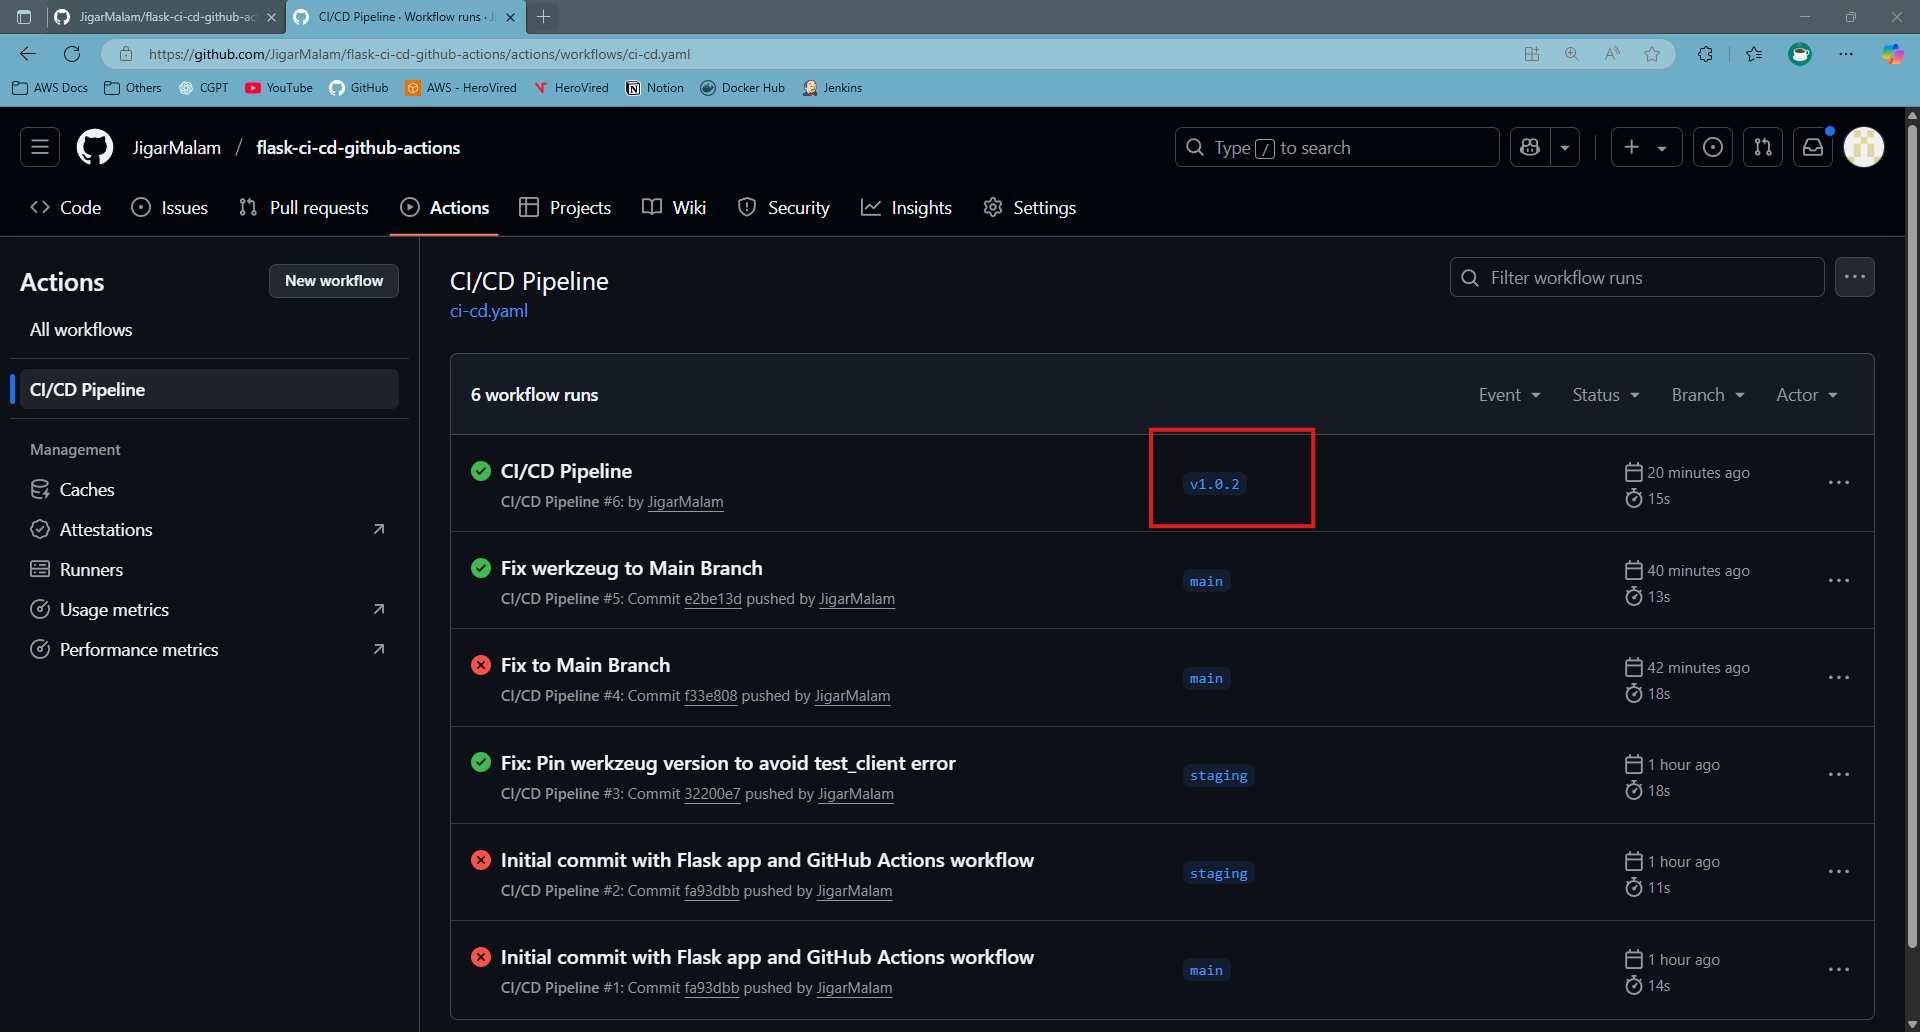 JigarMalam/flask-ci-cd-github-ac
CI/CD Pipeline · Workflow runs · Ji
https://github.com/JigarMalam/flask-ci-cd-github-actions/actions/workflows/ci-cd.yaml
AWS Docs Others CGPT YouTube GitHub AWS - HeroVired HeroVired Notion Docker Hub Jenkins
JigarMalam / flask-ci-cd-github-actions
Type / to search
Code Issues Pull requests Actions Projects Wiki Security Insights Settings
Actions
New workflow
All workflows
CI/CD Pipeline
Management
Caches
Attestations
Runners
Usage metrics
Performance metrics
CI/CD Pipeline
ci-cd.yaml
Filter workflow runs
6 workflow runs
Event Status Branch Actor
CI/CD Pipeline
CI/CD Pipeline #6: by JigarMalam
v1.0.2
20 minutes ago
15s
Fix werkzeug to Main Branch
CI/CD Pipeline #5: Commit e2be13d pushed by JigarMalam
main
40 minutes ago
13s
Fix to Main Branch
CI/CD Pipeline #4: Commit f33e808 pushed by JigarMalam
main
42 minutes ago
18s
Fix: Pin werkzeug version to avoid test_client error
CI/CD Pipeline #3: Commit 32200e7 pushed by JigarMalam
staging
1 hour ago
18s
Initial commit with Flask app and GitHub Actions workflow
CI/CD Pipeline #2: Commit fa93dbb pushed by JigarMalam
staging
1 hour ago
11s
Initial commit with Flask app and GitHub Actions workflow
CI/CD Pipeline #1: Commit fa93dbb pushed by JigarMalam
main
1 hour ago
14s